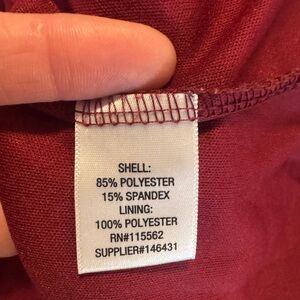 SHELL:
85% POLYESTER
15% SPANDEX
LINING:
100% POLYESTER
RN#115562
SUPPLIER#146431